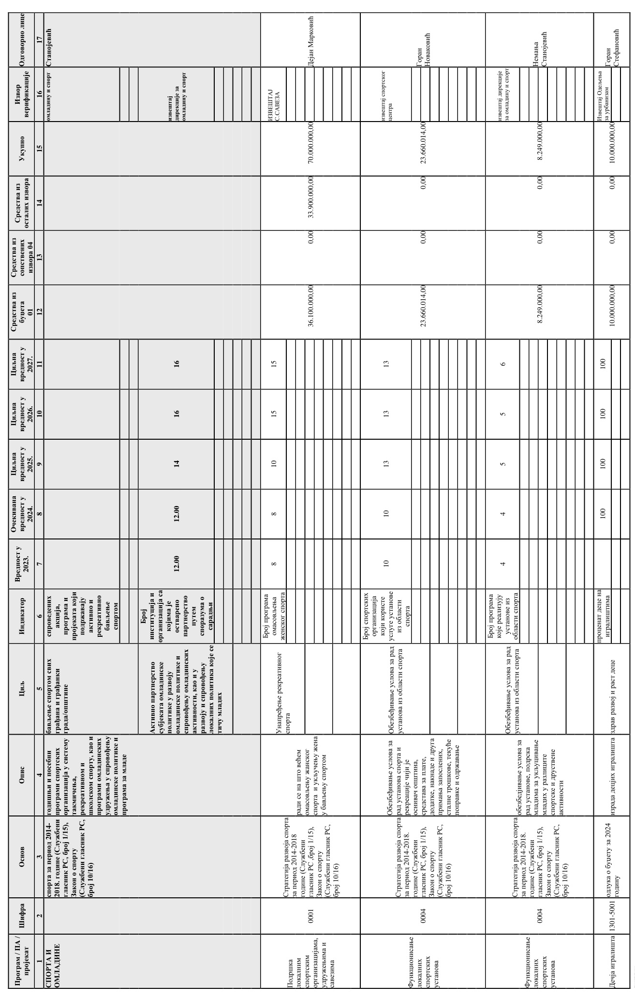 Програм / ПА /
пројекат
Шифра
Основ
Опис
Циљ
Индикатор
Вредност у
2023.
Очекивана
вредност у
2024.
Циљна
вредност у
2025.
Циљна
вредност у
2026.
Циљна
вредност у
2027.
Средства из
буџета
01
Средства из
сопствених
извора 04
Средства из
осталих извора
Укупно
Извор
верификације
Одговорно лице
1
2
3
4
5
6
7
8
9
10
11
12
13
14
15
16
17
СПОРТА И
ОМЛАДИНЕ
спорта за период 2014-
2018. године (Службени
гласник РС, број 1/15),
Закон о спорту
(Службени гласник РС,
број 10/16)
годишњи и посебни
програми спортских
организација у систему
такмичења,
рекреативном и
школском спорту, као и
програми омладинских
удружења у спровођењу
омладинске политике и
програма за младе
бављење спортом свих
грађана и грађанки
града/општине
спроведених
акција,
програма и
пројеката који
подржавају
активно и
рекреативно
бављење
спортом
омладину и спорт
Станојевић
Активно партнерство
субјеката омладинске
политике у развоју
омладинске политике и
спровођењу омладинских
активности, као и у
развоју и спровођењу
локалних политика које се
тичу младих
Број
институција и
организација са
којима је
остварено
партнерство
путем
споразума о
сарадњи
12.00
12.00
14
16
16
извештај
дирекције за
омладину и спорт
Подршка
локалним
спортским
организацијама,
удружењима и
савезима
0001
Стратегија развоја спорта
за период 2014-2018
године (Службени
гласник РС ,број 1/15),
Закон о спорту
(Службени гласник РС,
број 10/16)
ради се на што већем
омасовљењу жанског
спорта  и укључењу жена
у бављењу спортом
Унапређење рекреативног
спорта
Број програма
омасовљења
женског спорта
8
8
10
15
15
36.100.000,00
0,00
33.900.000,00
70.000.000,00
ИЗВЕШТАЈ
С.САВЕЗА
Дејан Марковић
Функционисање
локалних
спортских
установа
0004
Стратегија развоја спорта
за период 2014-2018.
године (Службени
гласник РС, број 1/15),
Закон о спорту
(Службени гласник РС,
број 10/16)
Обезбеђивање услова за
рад установа спорта и
рекреације чији је
оснивач општина,
средстава за плате,
додатке, накнаде и друга
примања запослених,
сталне трошкове, текуће
поправке и одржавање
Обезбеђивање услова за рад
установа из области спорта
Број спортских
организација
који користе
услуге установе
из области
спорта
10
10
13
13
13
23.660.014,00
0,00
0,00
23.660.014,00
извештај спортског
центра
Горан
Новаковић
Функционисање
локалних
спортских
установа
0004
Стратегија развоја спорта
за период 2014-2018.
године (Службени
гласник РС, број 1/15),
Закон о спорту
(Службени гласник РС,
број 10/16)
обезбедјивање услова за
рад установе, подрска
младима за укљуцивање
младих у различите
спортске и друствене
активности
Обезбеђивање услова за рад
установа из области спорта
Број програма
које реализују
установе из
области спорта
4
4
5
5
6
8.249.000,00
0,00
0,00
8.249.000,00
извештај дирекције
за омладину и спорт
Немања
Станојевић
Дечја игралишта
1301-5001
одлука о буџету за 2024
годину
израда децјих игралишта
здрав развој и раст деце
проценат деце на
игралиштима
100
100
100
100
10.000.000,00
0,00
0,00
10.000.000,00
Извештај Одељења
за урбанизам
Горан
Стефановић